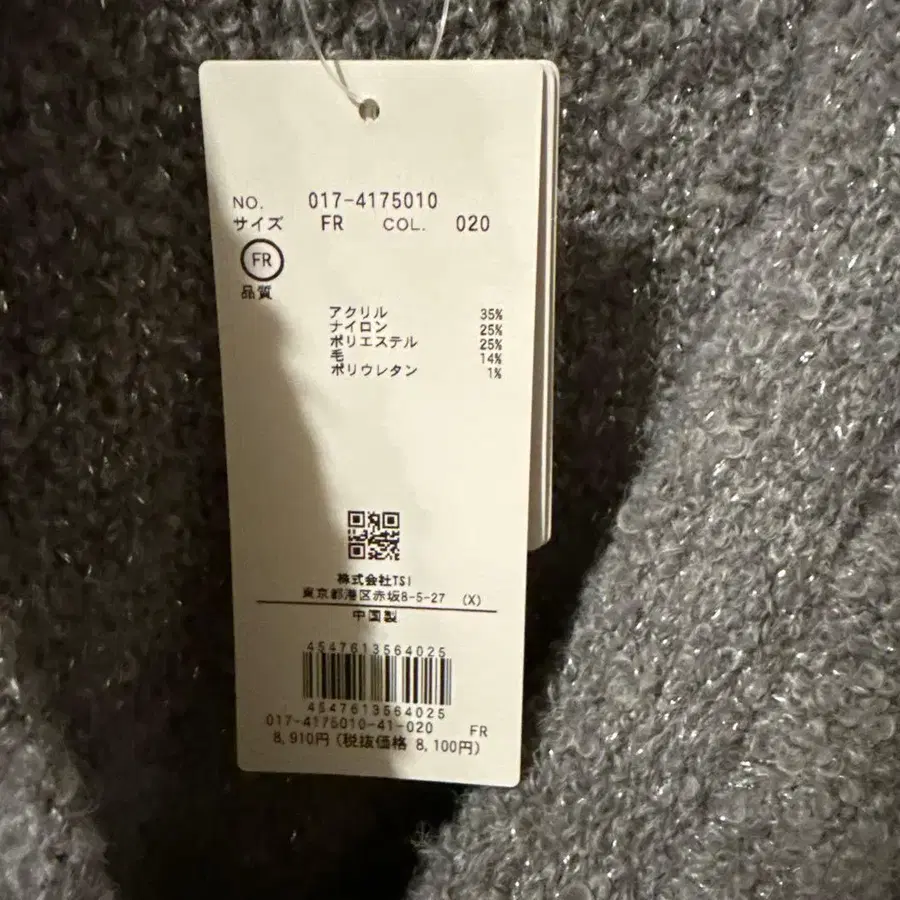 NO. 017-4175010
サイズ FR COL. 020
FR
品質
アクリル 35%
ナイロン 25%
ポリエステル 25%
毛 14%
ポリウレタン 1%
株式会社TSI
東京都港区赤坂8-5-27 (X)
中国製
4547613564025
4547613564025
017-4175010-41-020 FR
8,910円 (税抜価格 8,100円)